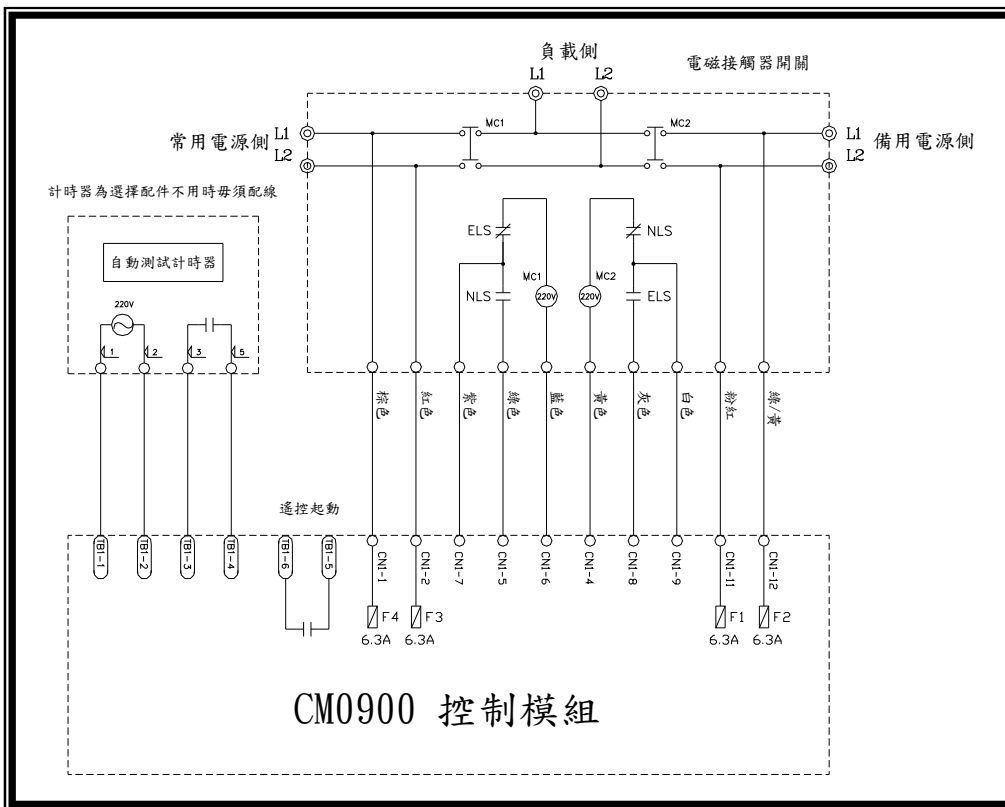 負載側
L1 L2
電磁接觸器開關
常用電源側
L1
L2
MC1
MC2
L1
L2
備用電源側
計時器為選擇配件不用時毋須配線
自動測試計時器
220V
1 2 3 5
ELS
NLS
MC1
220V
MC2
220V
NLS
ELS
棕色 紅色 紫色 綠色 藍色 黃色 灰色 白色 粉紅 綠/黃
遙控起動
TB1-1 TB1-2 TB1-3 TB1-4 TB1-6 TB1-5
CN1-1 CN1-2 CN1-7 CN1-5 CN1-6 CN1-4 CN1-8 CN1-9 CN1-11 CN1-12
F4 F3 F1 F2
6.3A 6.3A 6.3A 6.3A
CM0900 控制模組